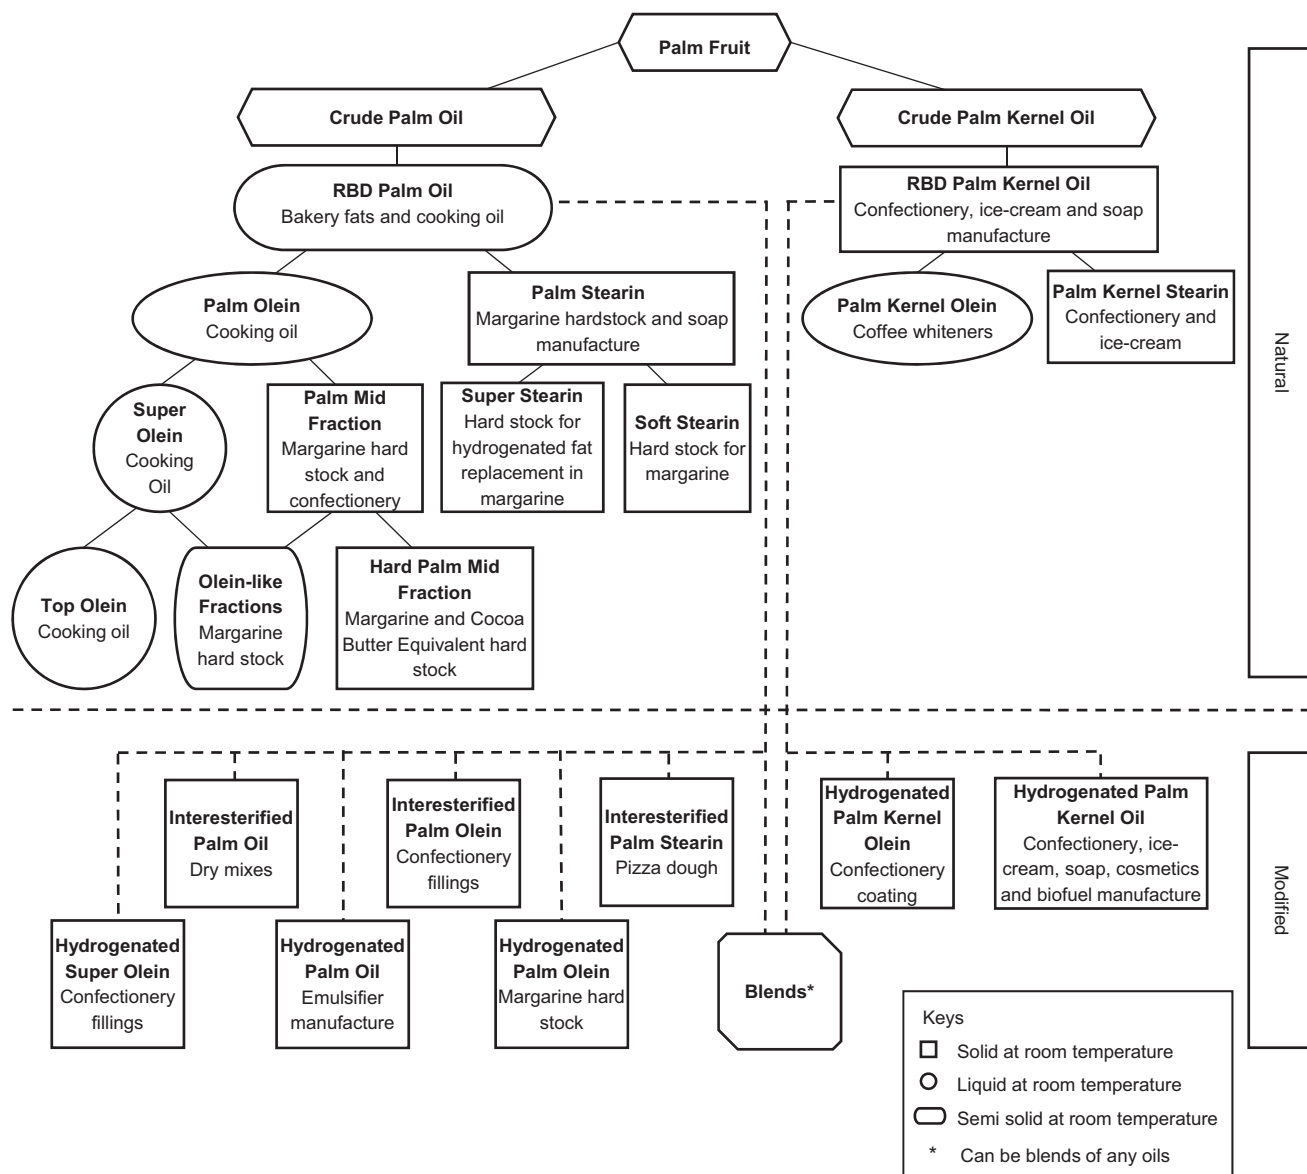 Palm Fruit
Crude Palm Oil
Crude Palm Kernel Oil
RBD Palm Oil
Bakery fats and cooking oil
RBD Palm Kernel Oil
Confectionery, ice-cream and soap
manufacture
Palm Olein
Cooking oil
Palm Stearin
Margarine hardstock and soap
manufacture
Palm Kernel Olein
Coffee whiteners
Palm Kernel Stearin
Confectionery and
ice-cream
Super
Olein
Cooking
Oil
Palm Mid
Fraction
Margarine hard
stock and
confectionery
Super Stearin
Hard stock for
hydrogenated fat
replacement in
margarine
Soft Stearin
Hard stock for
margarine
Top Olein
Cooking oil
Olein-like
Fractions
Margarine
hard stock
Hard Palm Mid
Fraction
Margarine and Cocoa
Butter Equivalent hard
stock
Natural
Interesterified
Palm Oil
Dry mixes
Interesterified
Palm Olein
Confectionery
fillings
Interesterified
Palm Stearin
Pizza dough
Hydrogenated
Palm Kernel
Olein
Confectionery
coating
Hydrogenated Palm
Kernel Oil
Confectionery, ice-
cream, soap, cosmetics
and biofuel manufacture
Hydrogenated
Super Olein
Confectionery
fillings
Hydrogenated
Palm Oil
Emulsifier
manufacture
Hydrogenated
Palm Olein
Margarine hard
stock
Blends*
Modified
Keys
Solid at room temperature
Liquid at room temperature
Semi solid at room temperature
* Can be blends of any oils